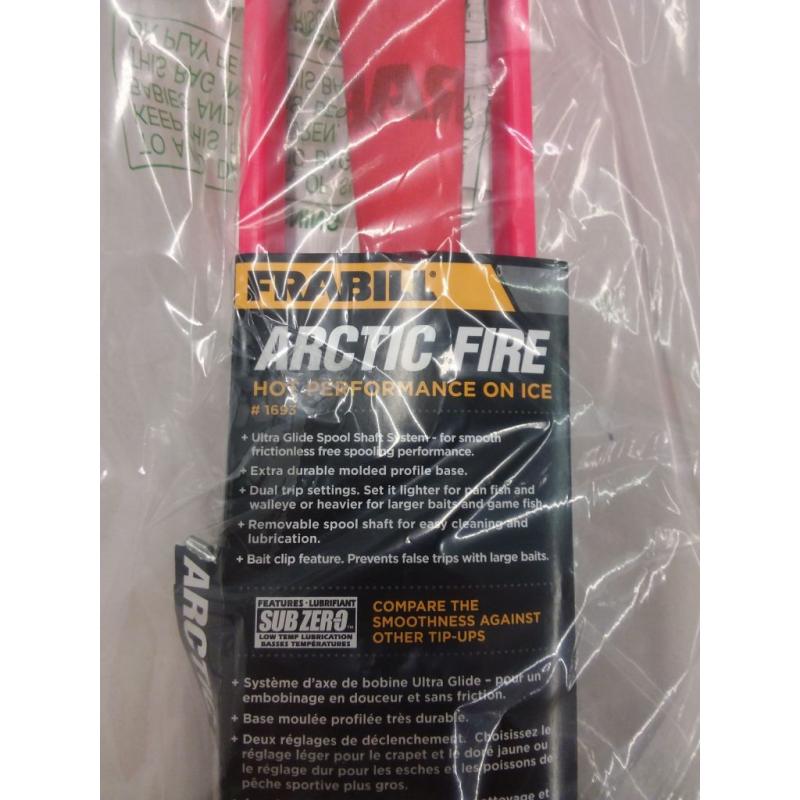 FRABILL
ARCTIC FIRE
HOT PERFORMANCE ON ICE
# 1693
+ Ultra Glide Spool Shaft System - for smooth
frictionless free spooling performance.
+ Extra durable molded profile base.
+ Dual trip settings. Set it lighter for pan fish and
walleye or heavier for larger baits and game fish.
+ Removable spool shaft for easy cleaning and
lubrication.
+ Bait clip feature. Prevents false trips with large baits.
FEATURES · LUBRIFIANT
SUB ZERO™
LOW TEMP LUBRICATION
BASSES TEMPÉRATURES
COMPARE THE
SMOOTHNESS AGAINST
OTHER TIP-UPS
+ Système d'axe de bobine Ultra Glide – pour un
embobinage en douceur et sans friction.
+ Base moulée profilée très durable.
+ Deux réglages de déclenchement. Choisissez le
réglage léger pour le crapet et le doré jaune ou
le réglage dur pour les esches et les poissons de
pêche sportive plus gros.
nettoyage et
ARCT